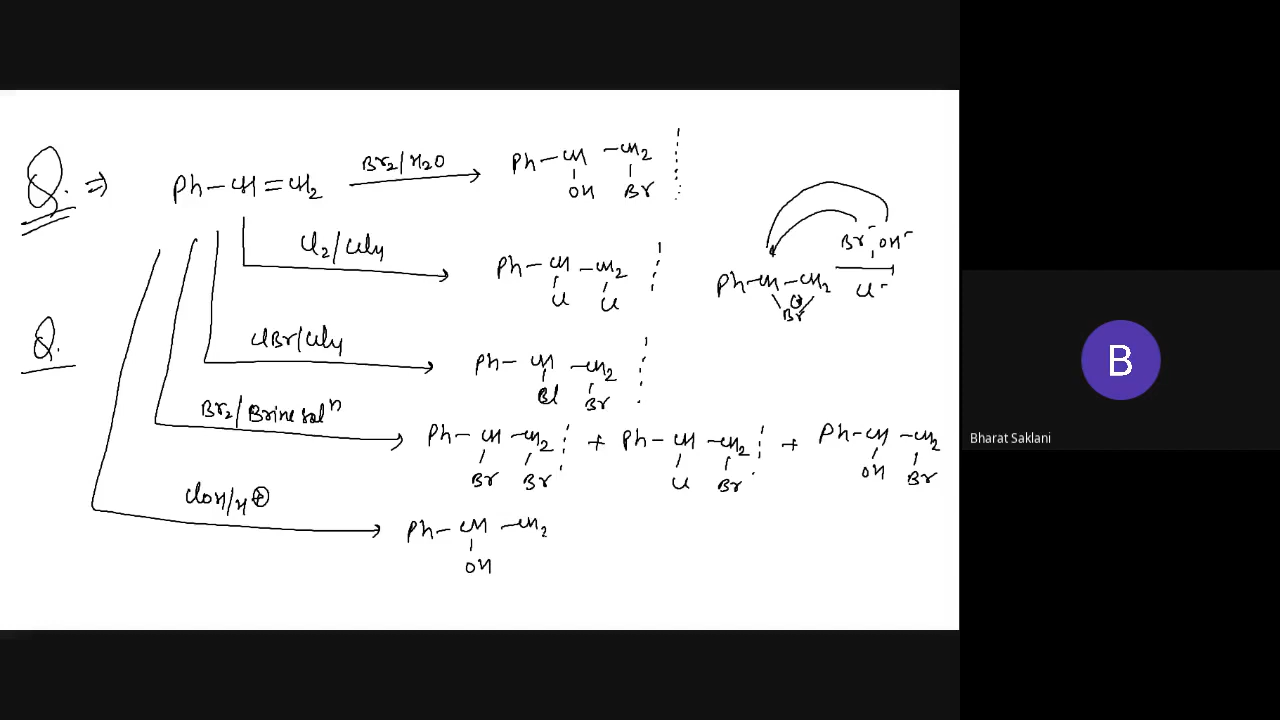 Q. ⇒ Ph-CH=CH2 Br2/H2O Ph-CH-CH2
OH Br
Cl2/CCl4 Ph-CH-CH2
Cl Cl
Br- OH-
Ph-CH-CH2 Cl-
⊕
Br
Q.
ClBr/CCl4 Ph-CH-CH2
Cl Br
Br2/Brine solⁿ Ph-CH-CH2 + Ph-CH-CH2 + Ph-CH-CH2
Br Br Cl Br OH Br
ClOH/H⊕ Ph-CH-CH2
OH
B
Bharat Saklani